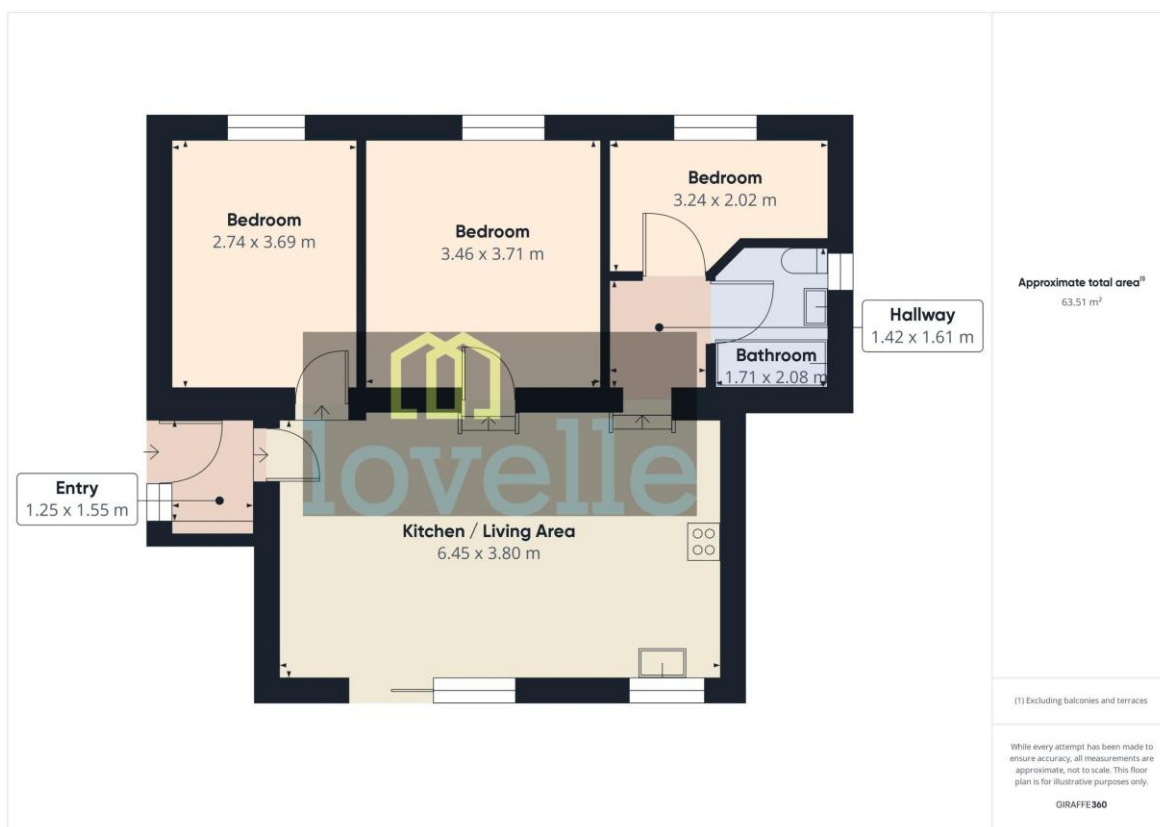 Bedroom
2.74 x 3.69 m
Bedroom
3.46 x 3.71 m
Bedroom
3.24 x 2.02 m
Hallway
1.42 x 1.61 m
Bathroom
1.71 x 2.08 m
Entry
1.25 x 1.55 m
lovelle
Kitchen / Living Area
6.45 x 3.80 m
Approximate total area(1)
63.51 m²
(1) Excluding balconies and terraces
While every attempt has been made to
ensure accuracy, all measurements are
approximate, not to scale. This floor
plan is for illustrative purposes only.
GIRAFFE360